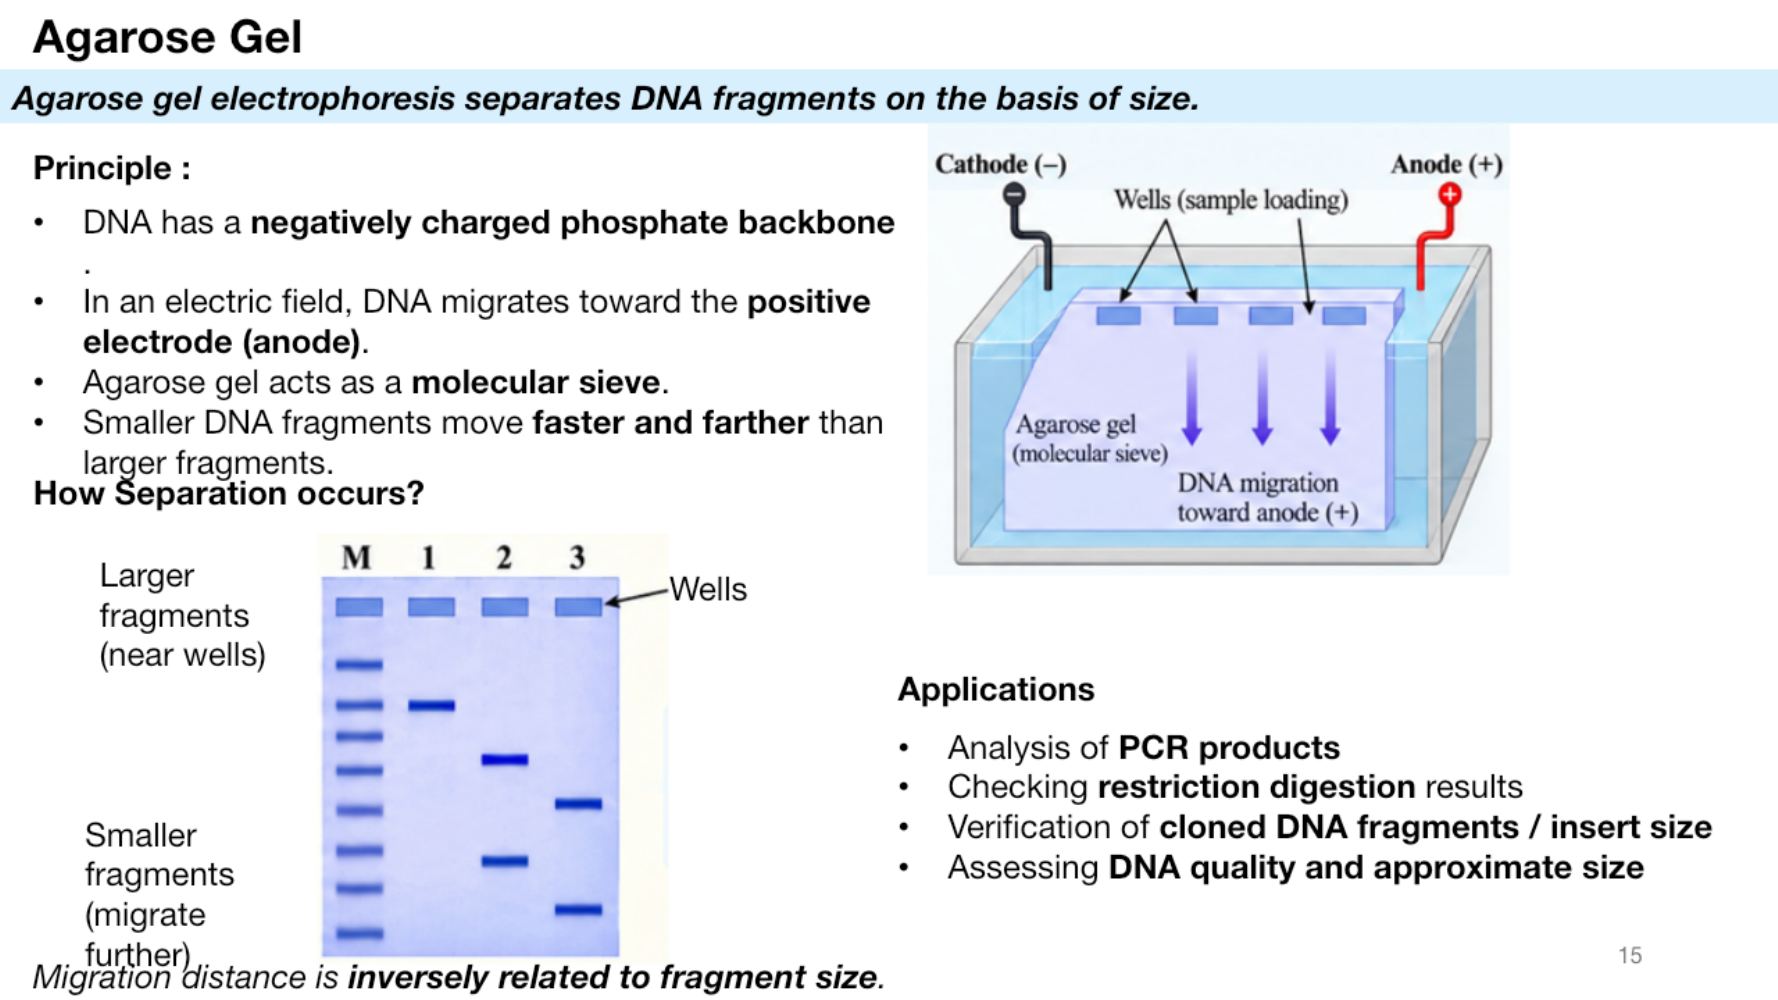 Agarose Gel
Agarose gel electrophoresis separates DNA fragments on the basis of size.
Principle :
• DNA has a negatively charged phosphate backbone
.
• In an electric field, DNA migrates toward the positive
electrode (anode).
• Agarose gel acts as a molecular sieve.
• Smaller DNA fragments move faster and farther than
larger fragments.
How Separation occurs?
Larger
fragments
(near wells)
Smaller
fragments
(migrate
further)
M 1 2 3
Wells
Migration distance is inversely related to fragment size.
Cathode (–)
Anode (+)
Wells (sample loading)
Agarose gel
(molecular sieve)
DNA migration
toward anode (+)
Applications
• Analysis of PCR products
• Checking restriction digestion results
• Verification of cloned DNA fragments / insert size
• Assessing DNA quality and approximate size
15